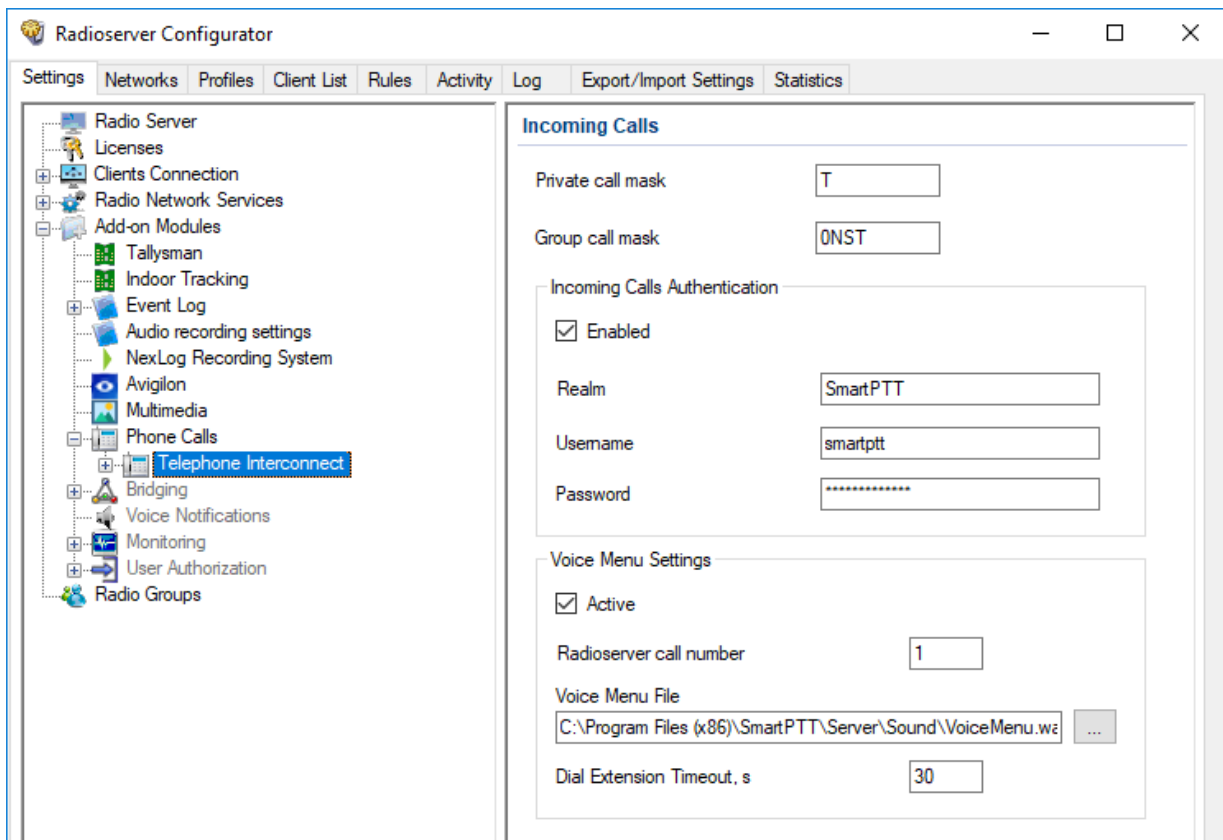 Radioserver Configurator
Settings Networks Profiles Client List Rules Activity Log Export/Import Settings Statistics
Radio Server
Licenses
Clients Connection
Radio Network Services
Add-on Modules
Tallysman
Indoor Tracking
Event Log
Audio recording settings
NexLog Recording System
Avigilon
Multimedia
Phone Calls
Telephone Interconnect
Bridging
Voice Notifications
Monitoring
User Authorization
Radio Groups
Incoming Calls
Private call mask T
Group call mask 0NST
Incoming Calls Authentication
Enabled
Realm SmartPTT
Username smartptt
Password *************
Voice Menu Settings
Active
Radioserver call number 1
Voice Menu File
C:\Program Files (x86)\SmartPTT\Server\Sound\VoiceMenu.wa ...
Dial Extension Timeout, s 30